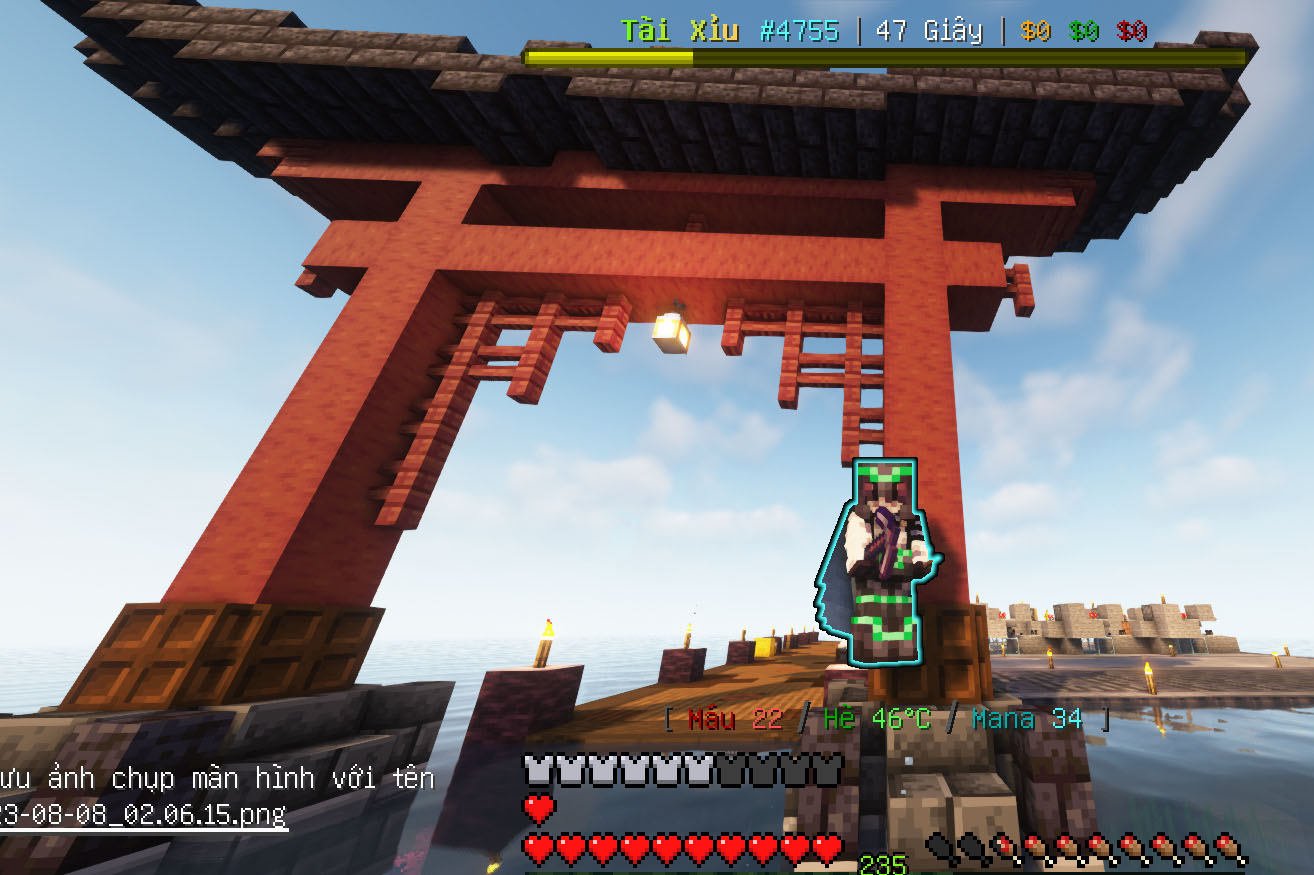 Tài Xỉu #4755 | 47 Giây | $0 $0 $0
[ Máu 22 / Hè 46°C / Mana 34 ]
ưu ảnh chụp màn hình với tên
23-08-08_02.06.15.png
235